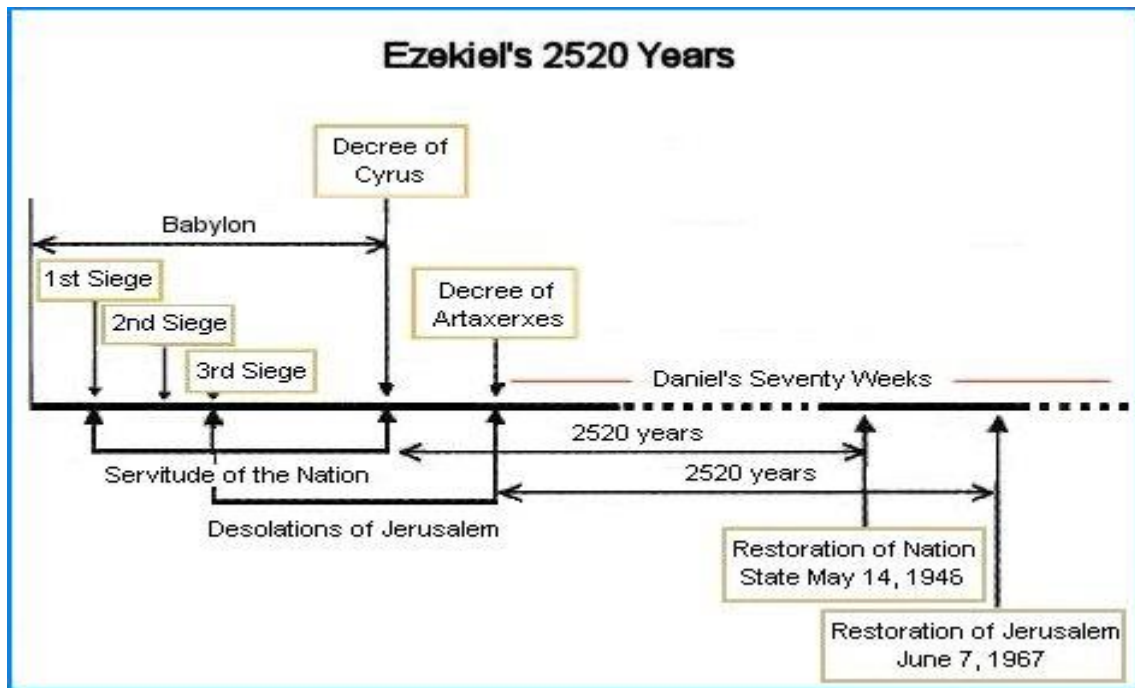 Ezekiel's 2520 Years
Decree of
Cyrus
Babylon
1st Siege
Decree of
Artaxerxes
2nd Siege
3rd Siege
Daniel's Seventy Weeks
2520 years
Servitude of the Nation
2520 years
Desolations of Jerusalem
Restoration of Nation
State May 14, 1946
Restoration of Jerusalem
June 7, 1967